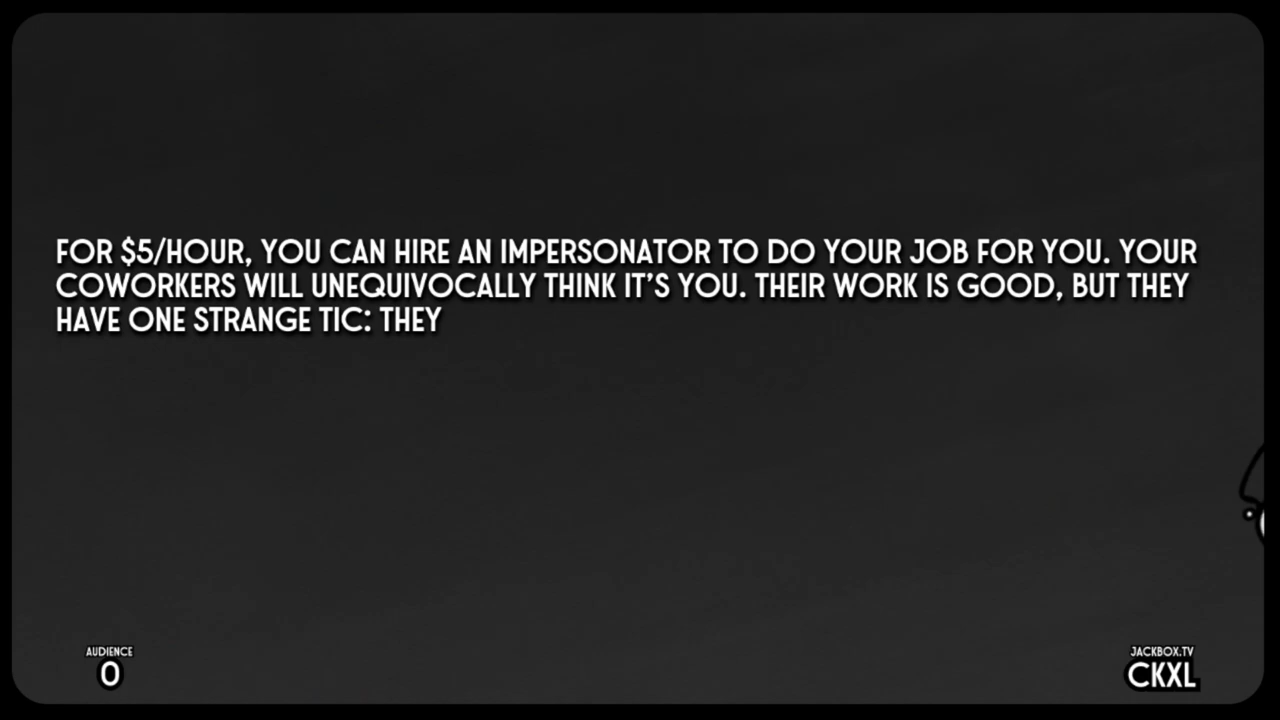 FOR $5/HOUR, YOU CAN HIRE AN IMPERSONATOR TO DO YOUR JOB FOR YOU. YOUR
COWORKERS WILL UNEQUIVOCALLY THINK IT'S YOU. THEIR WORK IS GOOD, BUT THEY
HAVE ONE STRANGE TIC: THEY
AUDIENCE
0
JACKBOX.TV
CKXL